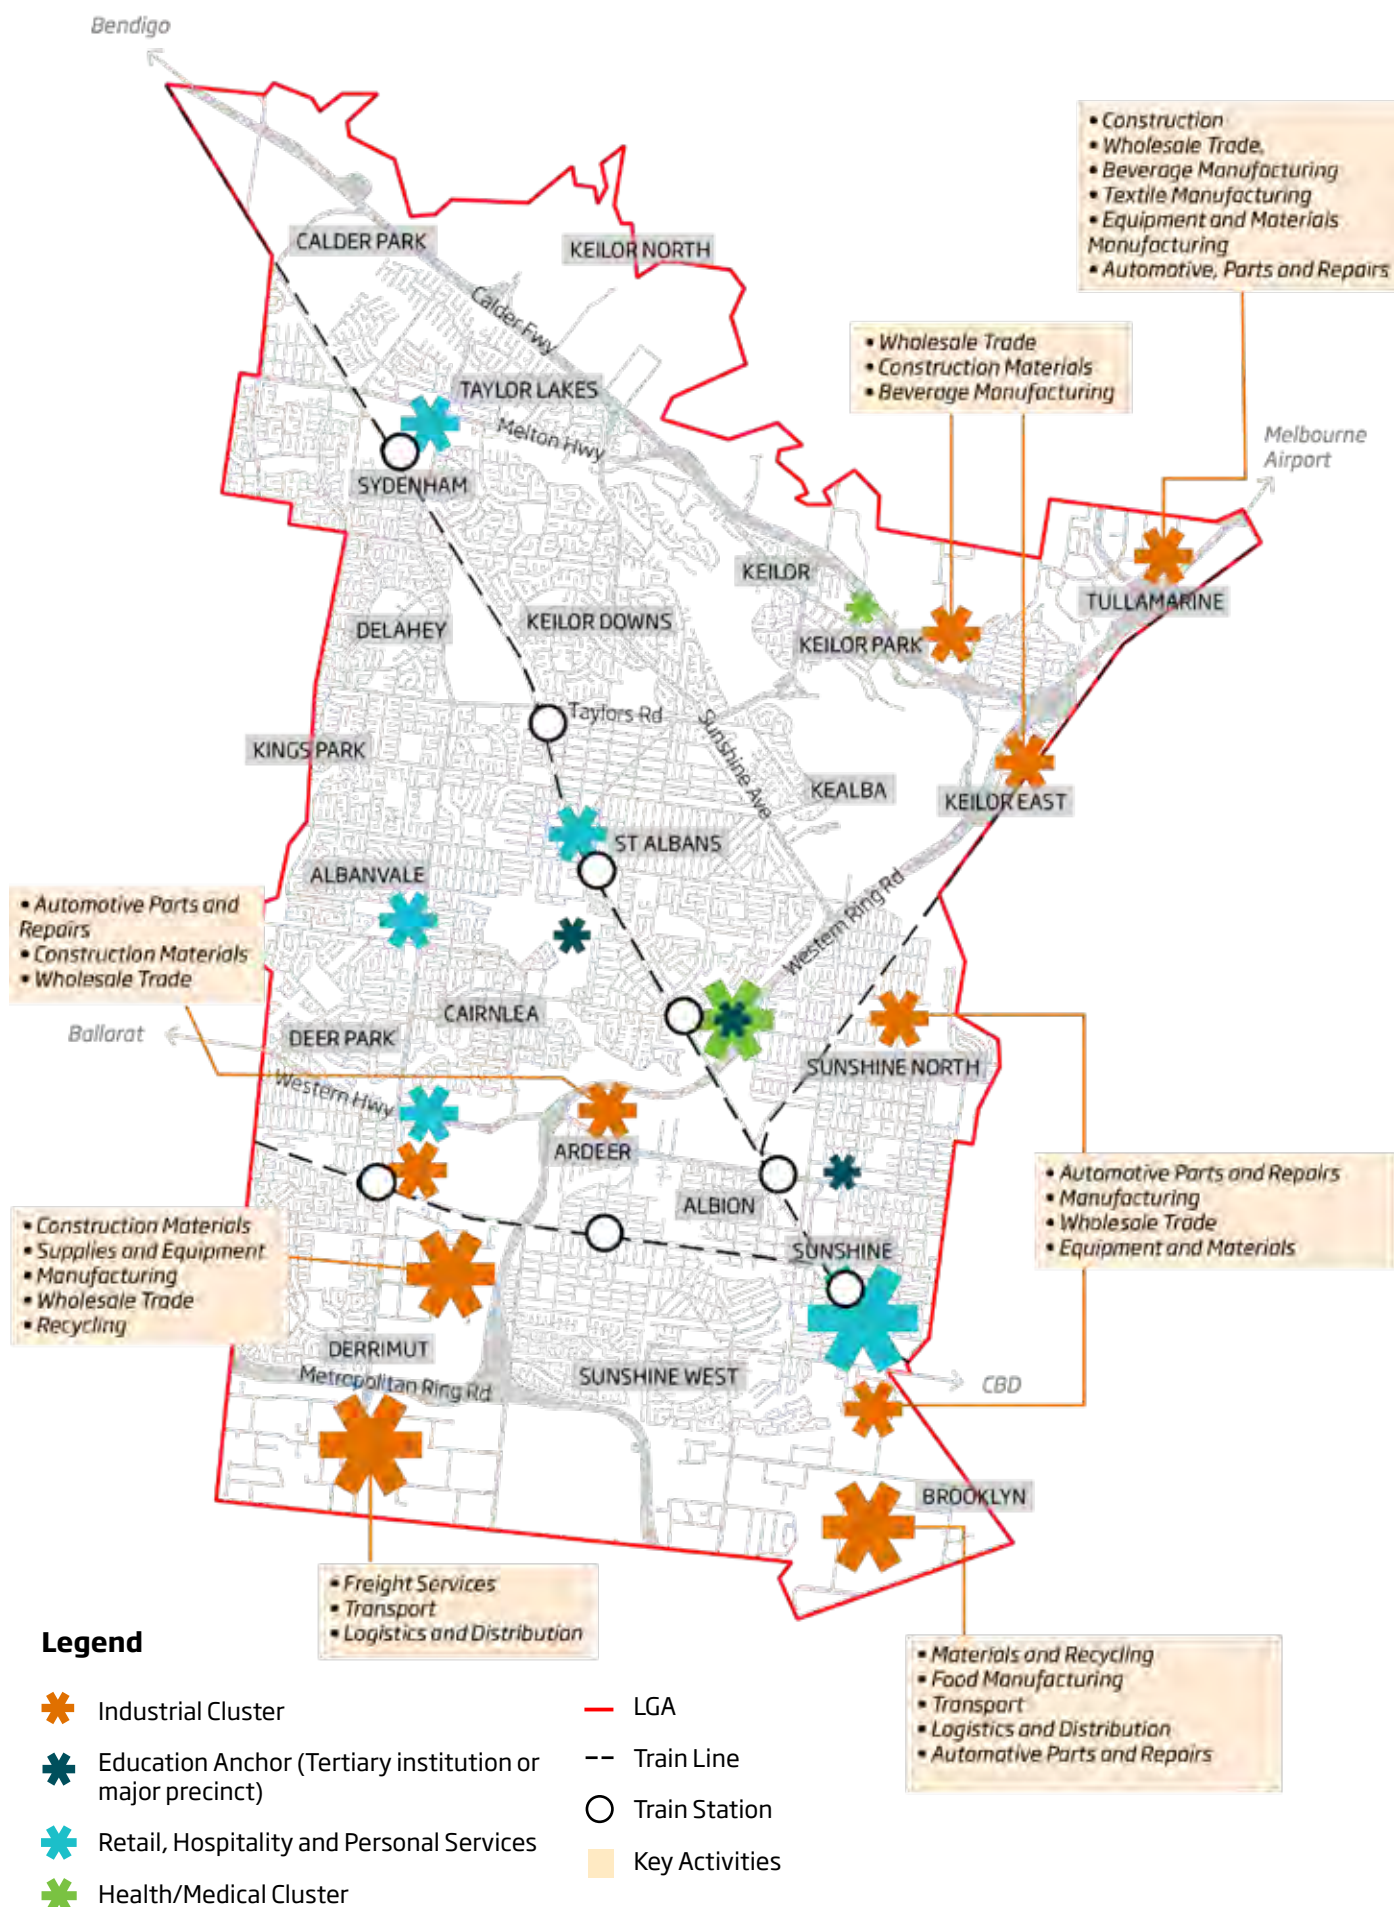 Bendigo
• Construction
• Wholesale Trade,
• Beverage Manufacturing
• Textile Manufacturing
• Equipment and Materials
Manufacturing
• Automotive, Parts and Repairs
CALDER PARK
KEILOR NORTH
Calder Fwy
• Wholesale Trade
• Construction Materials
• Beverage Manufacturing
TAYLOR LAKES
Melton Hwy
Melbourne
Airport
SYDENHAM
KEILOR
TULLAMARINE
DELAHEY
KEILOR DOWNS
KEILOR PARK
Taylors Rd
Sunshine Ave
KINGS PARK
KEALBA
KEILOR EAST
ST ALBANS
ALBANVALE
Western Ring Rd
• Automotive Parts and
Repairs
• Construction Materials
• Wholesale Trade
CAIRNLEA
Ballarat
DEER PARK
SUNSHINE NORTH
Western Hwy
ARDEER
• Automotive Parts and Repairs
• Manufacturing
• Wholesale Trade
• Equipment and Materials
ALBION
• Construction Materials
• Supplies and Equipment
• Manufacturing
• Wholesale Trade
• Recycling
SUNSHINE
DERRIMUT
Metropolitan Ring Rd
SUNSHINE WEST
CBD
BROOKLYN
• Freight Services
• Transport
• Logistics and Distribution
• Materials and Recycling
• Food Manufacturing
• Transport
• Logistics and Distribution
• Automotive Parts and Repairs
Legend
Industrial Cluster
Education Anchor (Tertiary institution or
major precinct)
Retail, Hospitality and Personal Services
Health/Medical Cluster
LGA
Train Line
Train Station
Key Activities